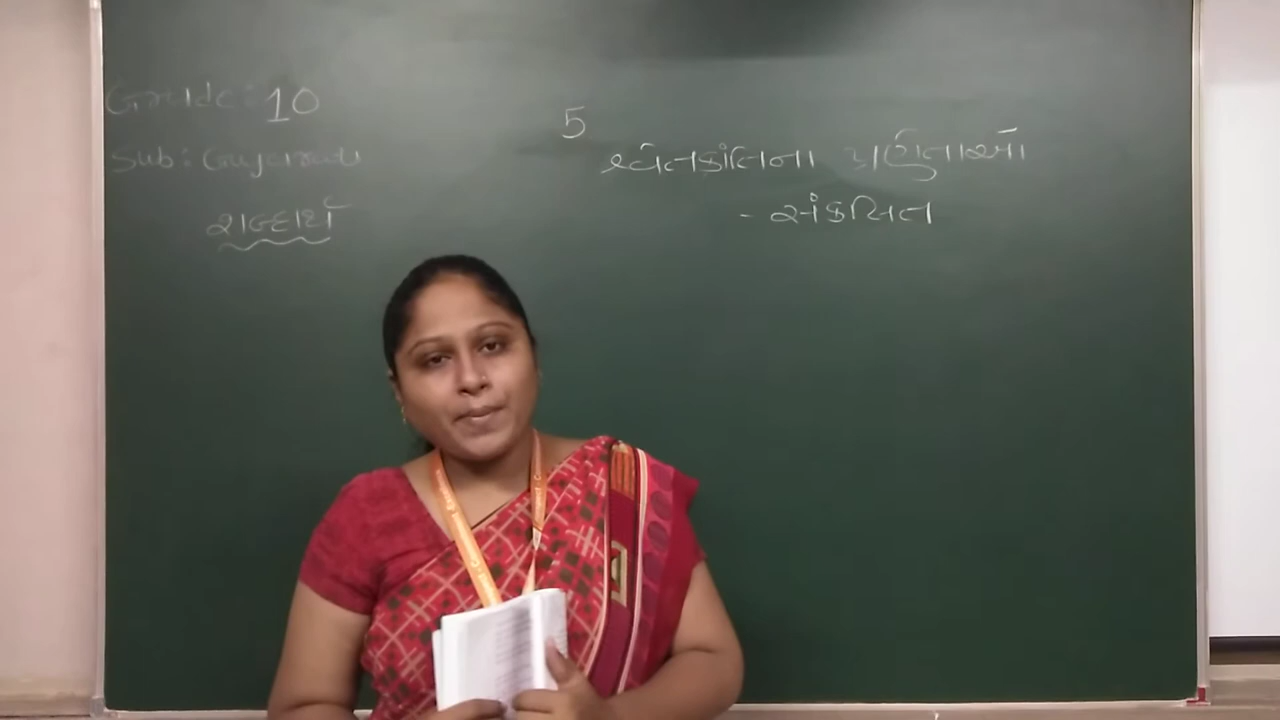 Grade: 10
Sub: Gujarati
શબ્દાર્થ
5
શ્વેતક્રાંતિના પ્રણેતાઓ
- સંકલિત